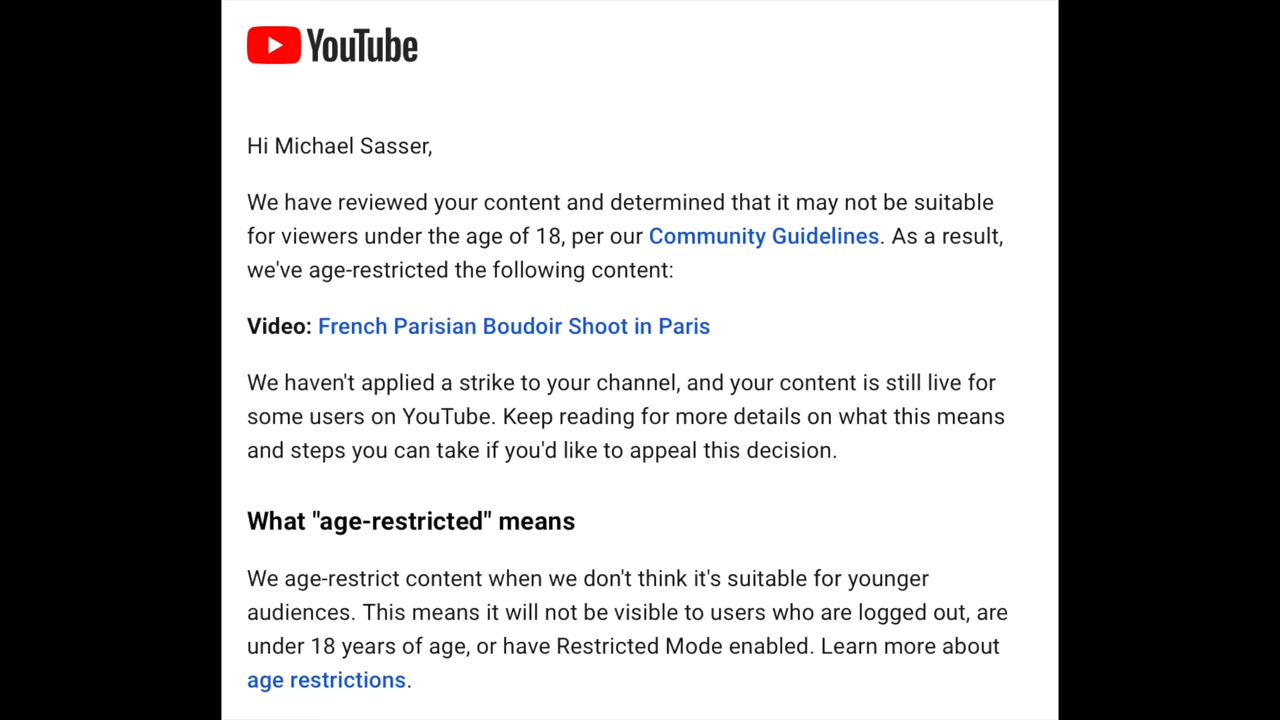 YouTube
Hi Michael Sasser,
We have reviewed your content and determined that it may not be suitable
for viewers under the age of 18, per our Community Guidelines. As a result,
we've age-restricted the following content:
Video: French Parisian Boudoir Shoot in Paris
We haven't applied a strike to your channel, and your content is still live for
some users on YouTube. Keep reading for more details on what this means
and steps you can take if you'd like to appeal this decision.
What "age-restricted" means
We age-restrict content when we don't think it's suitable for younger
audiences. This means it will not be visible to users who are logged out, are
under 18 years of age, or have Restricted Mode enabled. Learn more about
age restrictions.